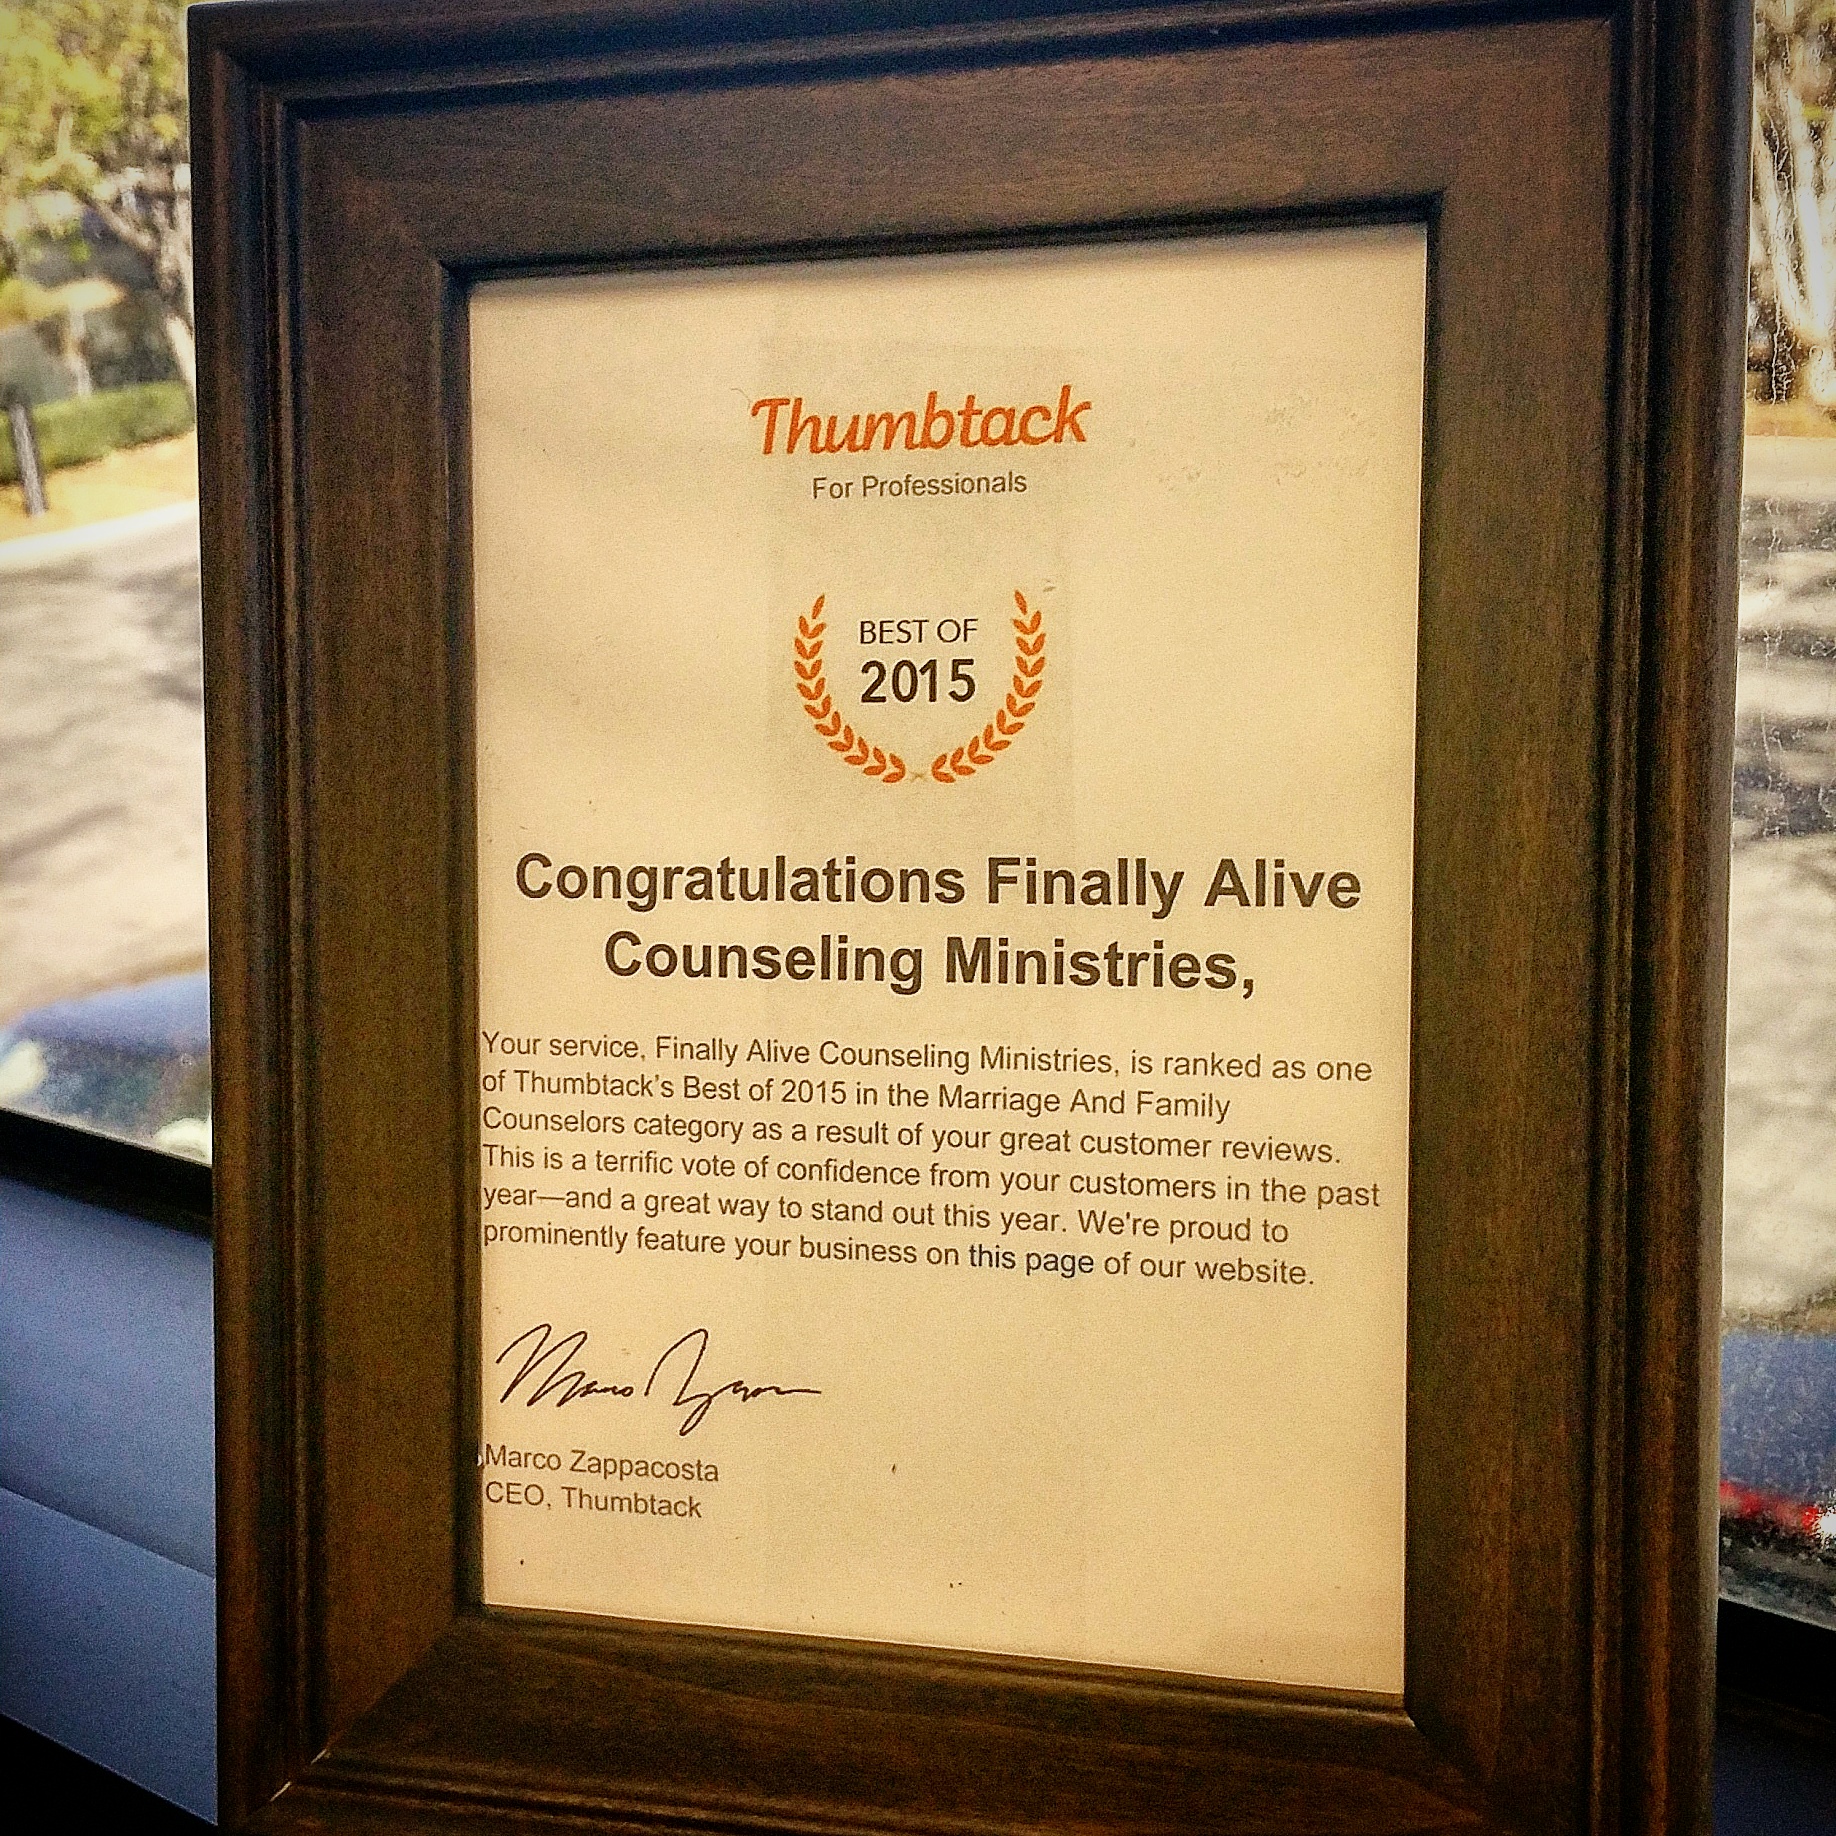 Thumbtack
For Professionals
BEST OF
2015
Congratulations Finally Alive
Counseling Ministries,
Your service, Finally Alive Counseling Ministries, is ranked as one
of Thumbtack's Best of 2015 in the Marriage And Family
Counselors category as a result of your great customer reviews.
This is a terrific vote of confidence from your customers in the past
year—and a great way to stand out this year. We're proud to
prominently feature your business on this page of our website.
Marco Zappacosta
CEO, Thumbtack